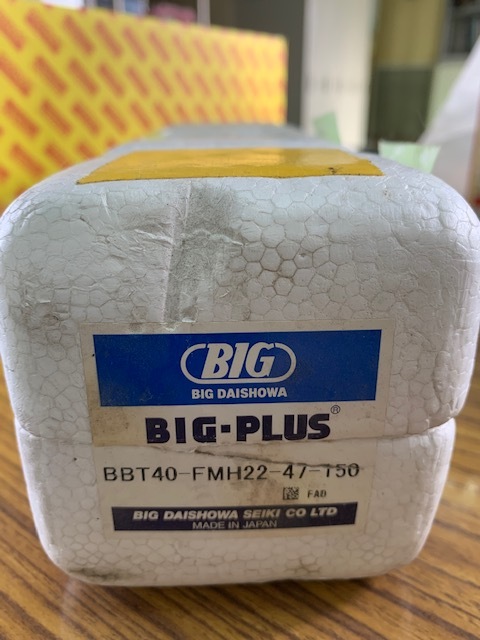 BIG
BIG DAISHOWA
BIG-PLUS®
BBT40-FMH22-47-150
FAD
BIG DAISHOWA SEIKI CO LTD
MADE IN JAPAN